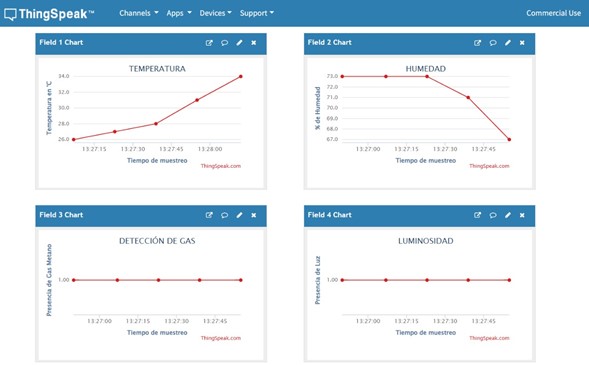 ThingSpeak™ Channels Apps Devices Support Commercial Use
Field 1 Chart
TEMPERATURA
Temperatura en °C
34.0
32.0
30.0
28.0
26.0
13:27:15 13:27:30 13:27:45 13:28:00
Tiempo de muestreo
ThingSpeak.com
Field 2 Chart
HUMEDAD
% de Humedad
73.0
72.0
71.0
70.0
69.0
68.0
67.0
13:27:00 13:27:15 13:27:30 13:27:45
Tiempo de muestreo
ThingSpeak.com
Field 3 Chart
DETECCIÓN DE GAS
Presencia de Gas Metano
1.00
13:27:00 13:27:15 13:27:30 13:27:45
Tiempo de muestreo
ThingSpeak.com
Field 4 Chart
LUMINOSIDAD
Presencia de Luz
1.00
13:27:00 13:27:15 13:27:30 13:27:45
Tiempo de muestreo
ThingSpeak.com